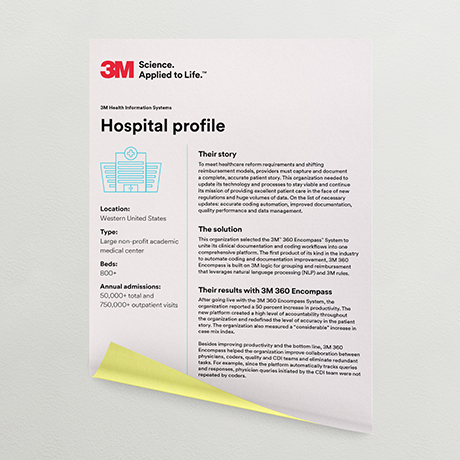 3M Science.
Applied to Life.™
3M Health Information Systems
Hospital profile
Location:
Western United States
Type:
Large non-profit academic
medical center
Beds:
800+
Annual admissions:
50,000+ total and
750,000+ outpatient visits
Their story
To meet healthcare reform requirements and shifting
reimbursement models, providers must capture and document
a complete, accurate patient story. This organization needed to
update its technology and processes to stay viable and continue
its mission of providing excellent patient care in the face of new
regulations and huge volumes of data. On the list of necessary
updates: accurate coding automation, improved documentation,
quality performance and data management.
The solution
This organization selected the 3M™ 360 Encompass™ System to
unite its clinical documentation and coding workflows into one
comprehensive platform. The first product of its kind in the industry
to automate coding and documentation improvement, 3M 360
Encompass is built on 3M logic for grouping and reimbursement
that leverages natural language processing (NLP) and 3M rules.
Their results with 3M 360 Encompass
After going live with the 3M 360 Encompass System, the
organization reported a 50 percent increase in productivity. The
new platform created a high level of accountability throughout
the organization and redefined the level of accuracy in the patient
story. The organization also measured a “considerable” increase in
case mix index.
Besides improving productivity and the bottom line, 3M 360
Encompass helped the organization improve collaboration between
physicians, coders, quality and CDI teams and eliminate redundant
tasks. For example, since the platform automatically tracks queries
and responses, physician queries initiated by the CDI team were not
repeated by coders.